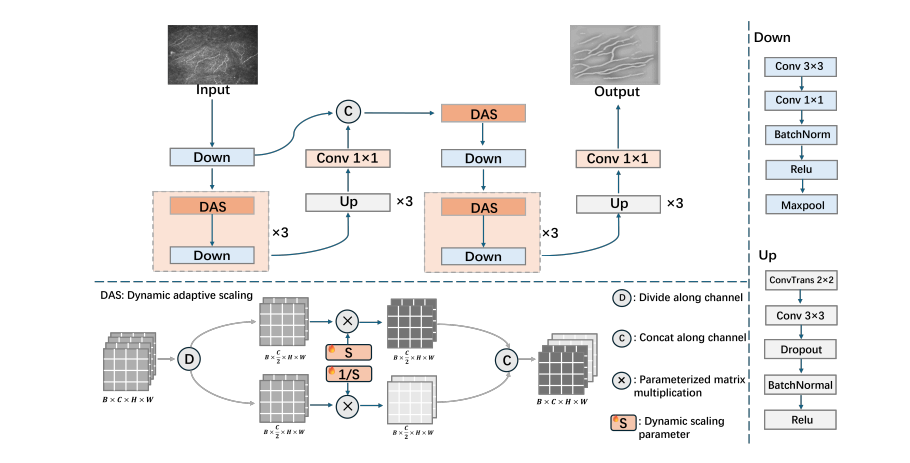 Input
Down
DAS
Down
×3
C
Conv 1×1
Up
×3
DAS
Down
DAS
Down
×3
Output
Conv 1×1
Up
×3
Down
Conv 3×3
Conv 1×1
BatchNorm
Relu
Maxpool
Up
ConvTrans 2×2
Conv 3×3
Dropout
BatchNormal
Relu
DAS: Dynamic adaptive scaling
B × C × H × W
D
B × C/2 × H × W
×
B × C/2 × H × W
S
1/S
B × C/2 × H × W
×
B × C/2 × H × W
C
B × C × H × W
D : Divide along channel
C : Concat along channel
× : Parameterized matrix
multiplication
S : Dynamic scaling
parameter